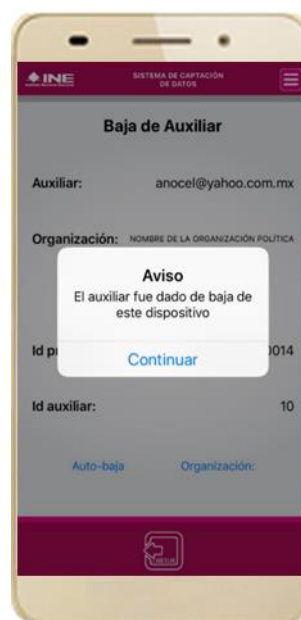 INE
SISTEMA DE CAPTACIÓN
DE DATOS
Baja de Auxiliar
Auxiliar: anocel@yahoo.com.mx
Organización: NOMBRE DE LA ORGANIZACIÓN POLÍTICA
Aviso
El auxiliar fue dado de baja de
este dispositivo
Id p 0014
Continuar
Id auxiliar: 10
Auto-baja Organización: